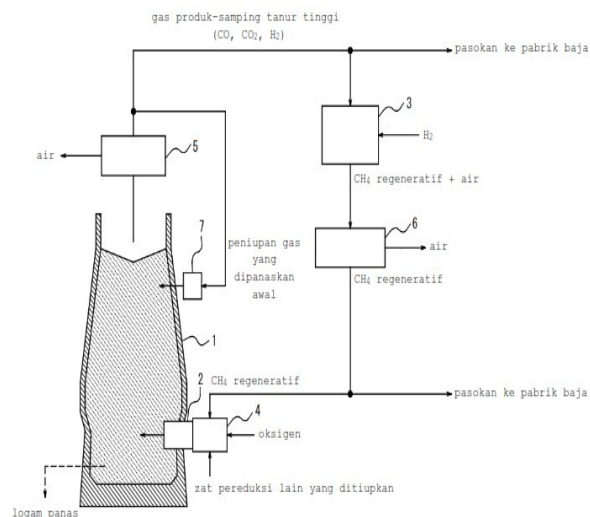 gas produk-samping tanur tinggi
(CO, CO₂, H₂)
pasokan ke pabrik baja
3
H₂
5
air
CH₄ regeneratif + air
6
air
7
peniupan gas
yang
dipanaskan
awal
CH₄ regeneratif
1
CH₄ regeneratif
pasokan ke pabrik baja
2
4
oksigen
zat pereduksi lain yang ditiupkan
logam panas